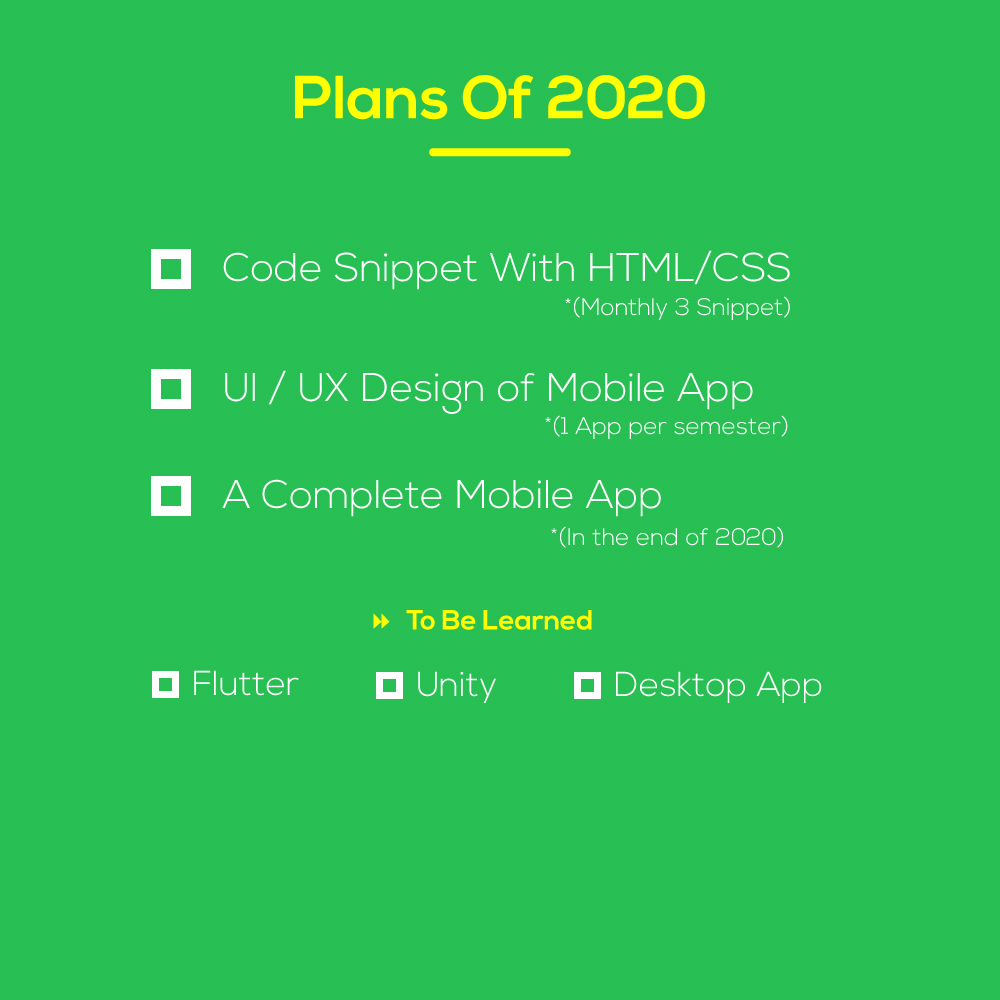 Plans Of 2020
Code Snippet With HTML/CSS
*(Monthly 3 Snippet)
UI / UX Design of Mobile App
*(1 App per semester)
A Complete Mobile App
*(In the end of 2020)
To Be Learned
Flutter Unity Desktop App